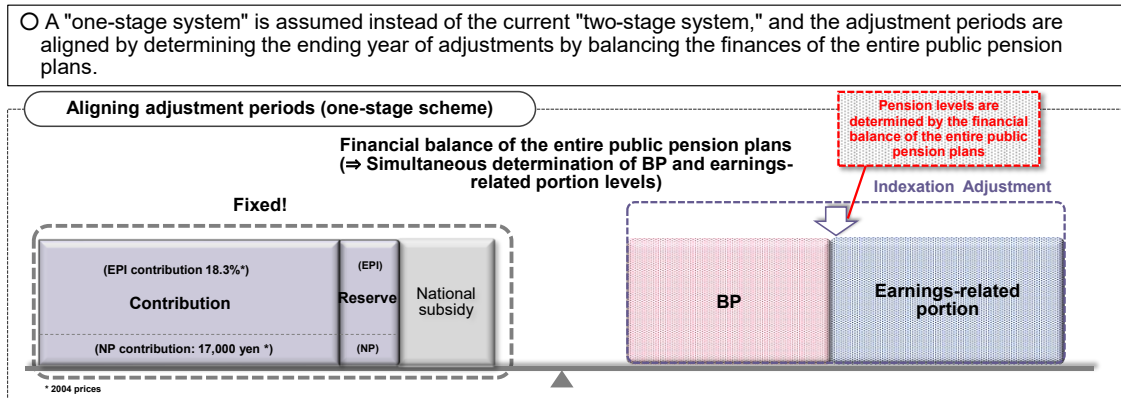 ○ A "one-stage system" is assumed instead of the current "two-stage system," and the adjustment periods are
aligned by determining the ending year of adjustments by balancing the finances of the entire public pension
plans.
Aligning adjustment periods (one-stage scheme)
Pension levels are
determined by the financial
balance of the entire public
pension plans
Financial balance of the entire public pension plans
(⇒ Simultaneous determination of BP and earnings-
related portion levels)
Indexation Adjustment
Fixed!
(EPI contribution 18.3%*)
Contribution
(NP contribution: 17,000 yen *)
(EPI)
Reserve
(NP)
National
subsidy
BP
Earnings-related
portion
* 2004 prices